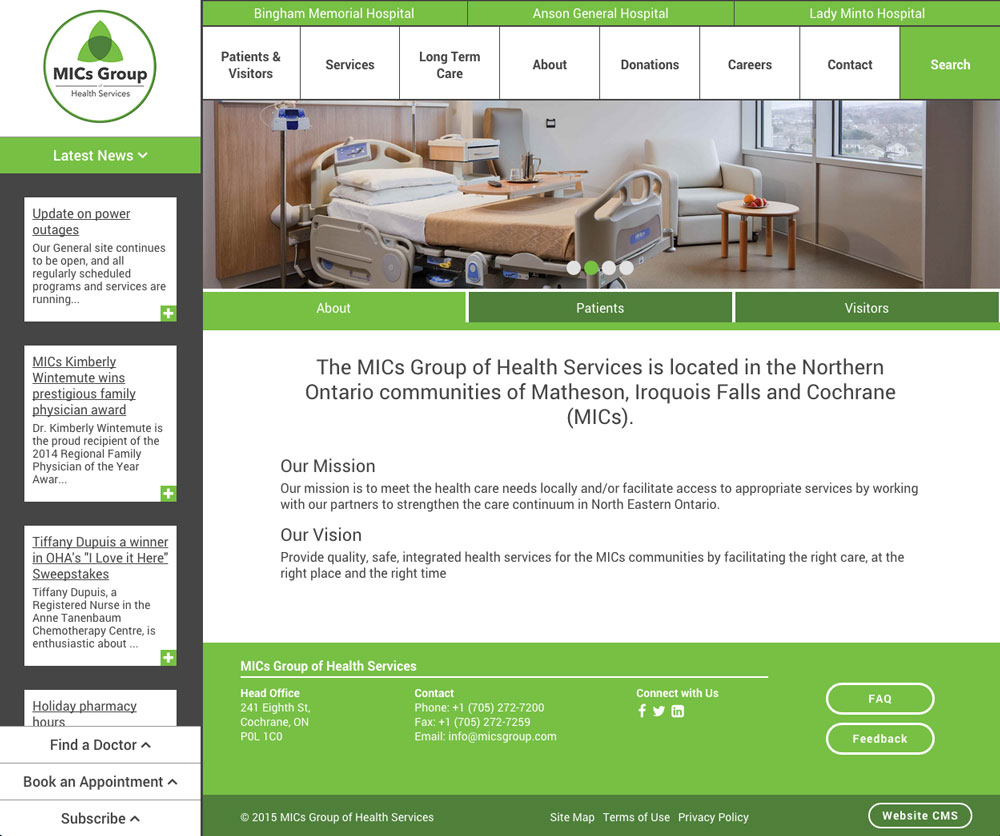 MICs Group
of
Health Services
Latest News
Update on power
outages
Our General site continues
to be open, and all
regularly scheduled
programs and services are
running...
MICs Kimberly
Wintemute wins
prestigious family
physician award
Dr. Kimberly Wintemute is
the proud recipient of the
2014 Regional Family
Physician of the Year
Awar...
Tiffany Dupuis a winner
in OHA's "I Love it Here"
Sweepstakes
Tiffany Dupuis, a
Registered Nurse in the
Anne Tanenbaum
Chemotherapy Centre, is
enthusiastic about ...
Holiday pharmacy
hours
Find a Doctor
Book an Appointment
Subscribe
Bingham Memorial Hospital
Anson General Hospital
Lady Minto Hospital
Patients &
Visitors
Services
Long Term
Care
About
Donations
Careers
Contact
Search
About
Patients
Visitors
The MICs Group of Health Services is located in the Northern
Ontario communities of Matheson, Iroquois Falls and Cochrane
(MICs).
Our Mission
Our mission is to meet the health care needs locally and/or facilitate access to appropriate services by working
with our partners to strengthen the care continuum in North Eastern Ontario.
Our Vision
Provide quality, safe, integrated health services for the MICs communities by facilitating the right care, at the
right place and the right time
MICs Group of Health Services
Head Office
241 Eighth St,
Cochrane, ON
P0L 1C0
Contact
Phone: +1 (705) 272-7200
Fax: +1 (705) 272-7259
Email: info@micsgroup.com
Connect with Us
FAQ
Feedback
© 2015 MICs Group of Health Services
Site Map Terms of Use Privacy Policy
Website CMS